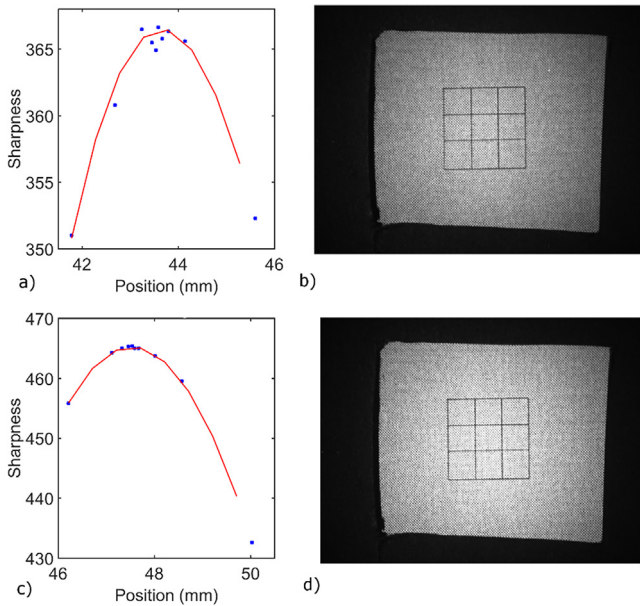 Sharpness
365
360
355
350
42
44
46
Position (mm)
a)
b)
Sharpness
470
460
450
440
430
46
48
50
Position (mm)
c)
d)